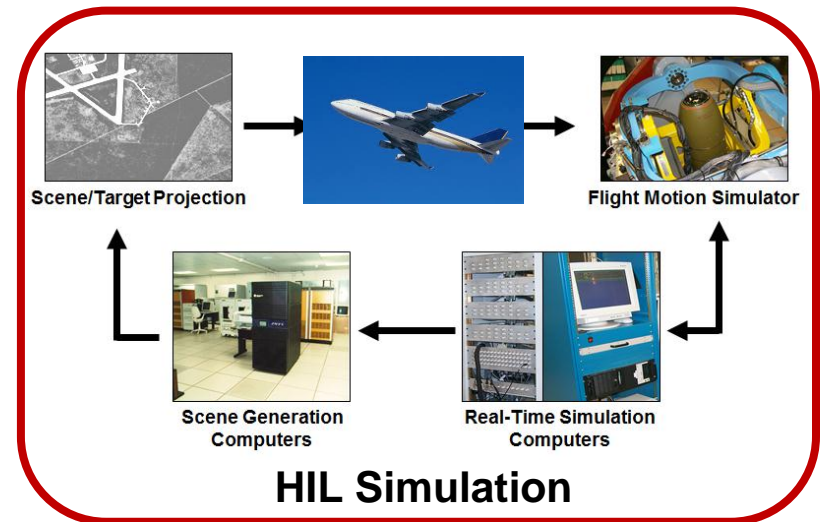 Scene/Target Projection
Flight Motion Simulator
Scene Generation
Computers
Real-Time Simulation
Computers
HIL Simulation